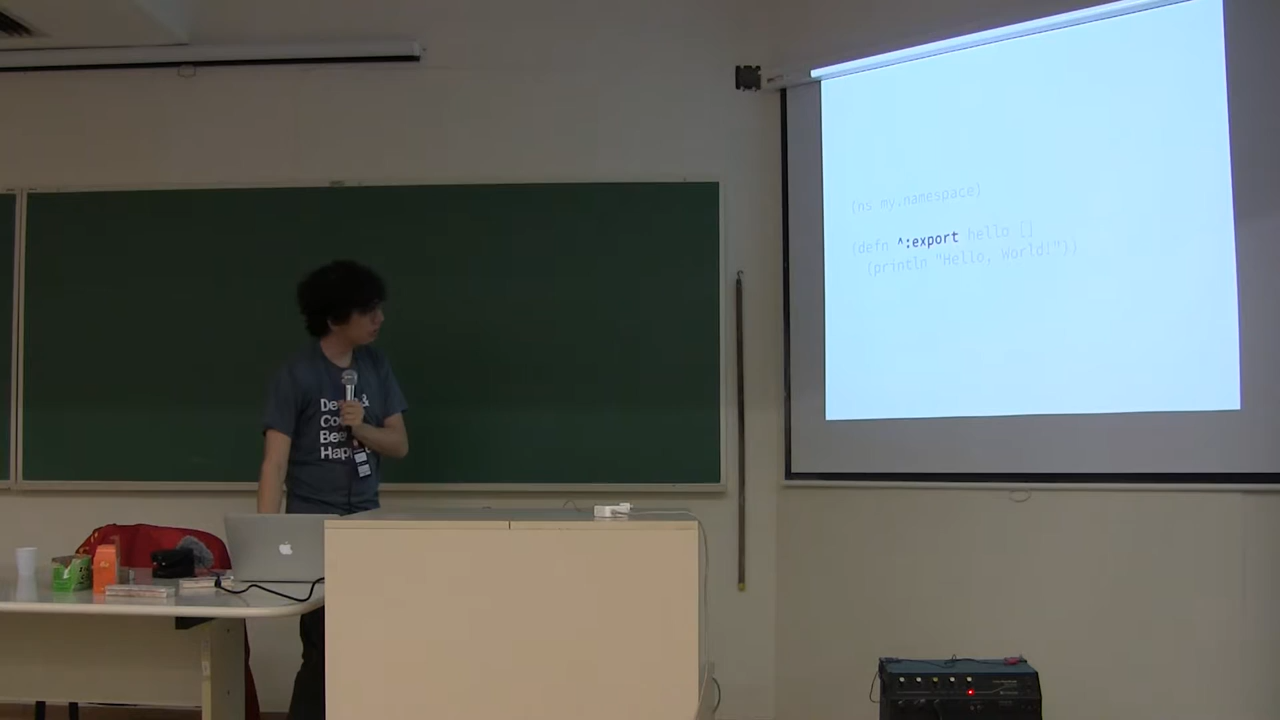 (ns my.namespace)
(defn ^:export hello []
(println "Hello, World!"))